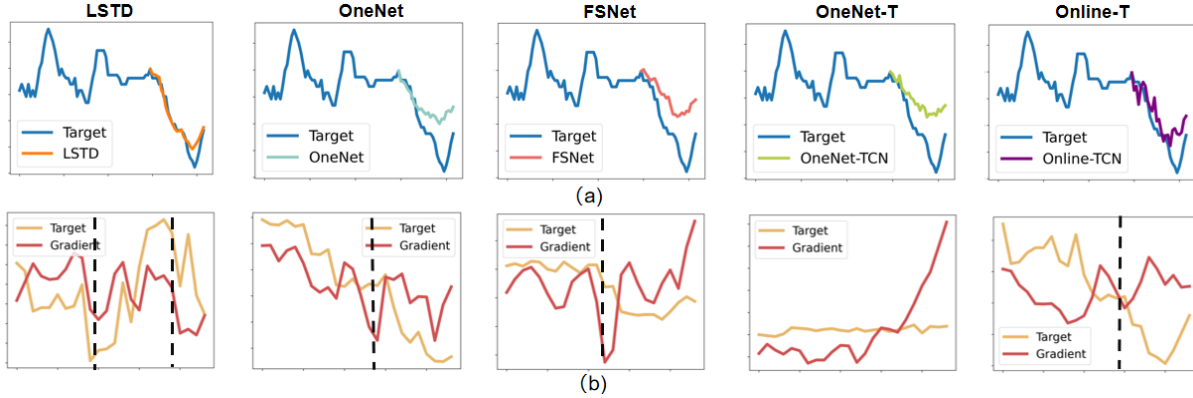 LSTD OneNet FSNet OneNet-T Online-T
Target Target Target Target Target
LSTD OneNet FSNet OneNet-TCN Online-TCN
(a)
Target Target Target Target
Gradient Gradient Gradient Gradient
Target
Gradient
(b)